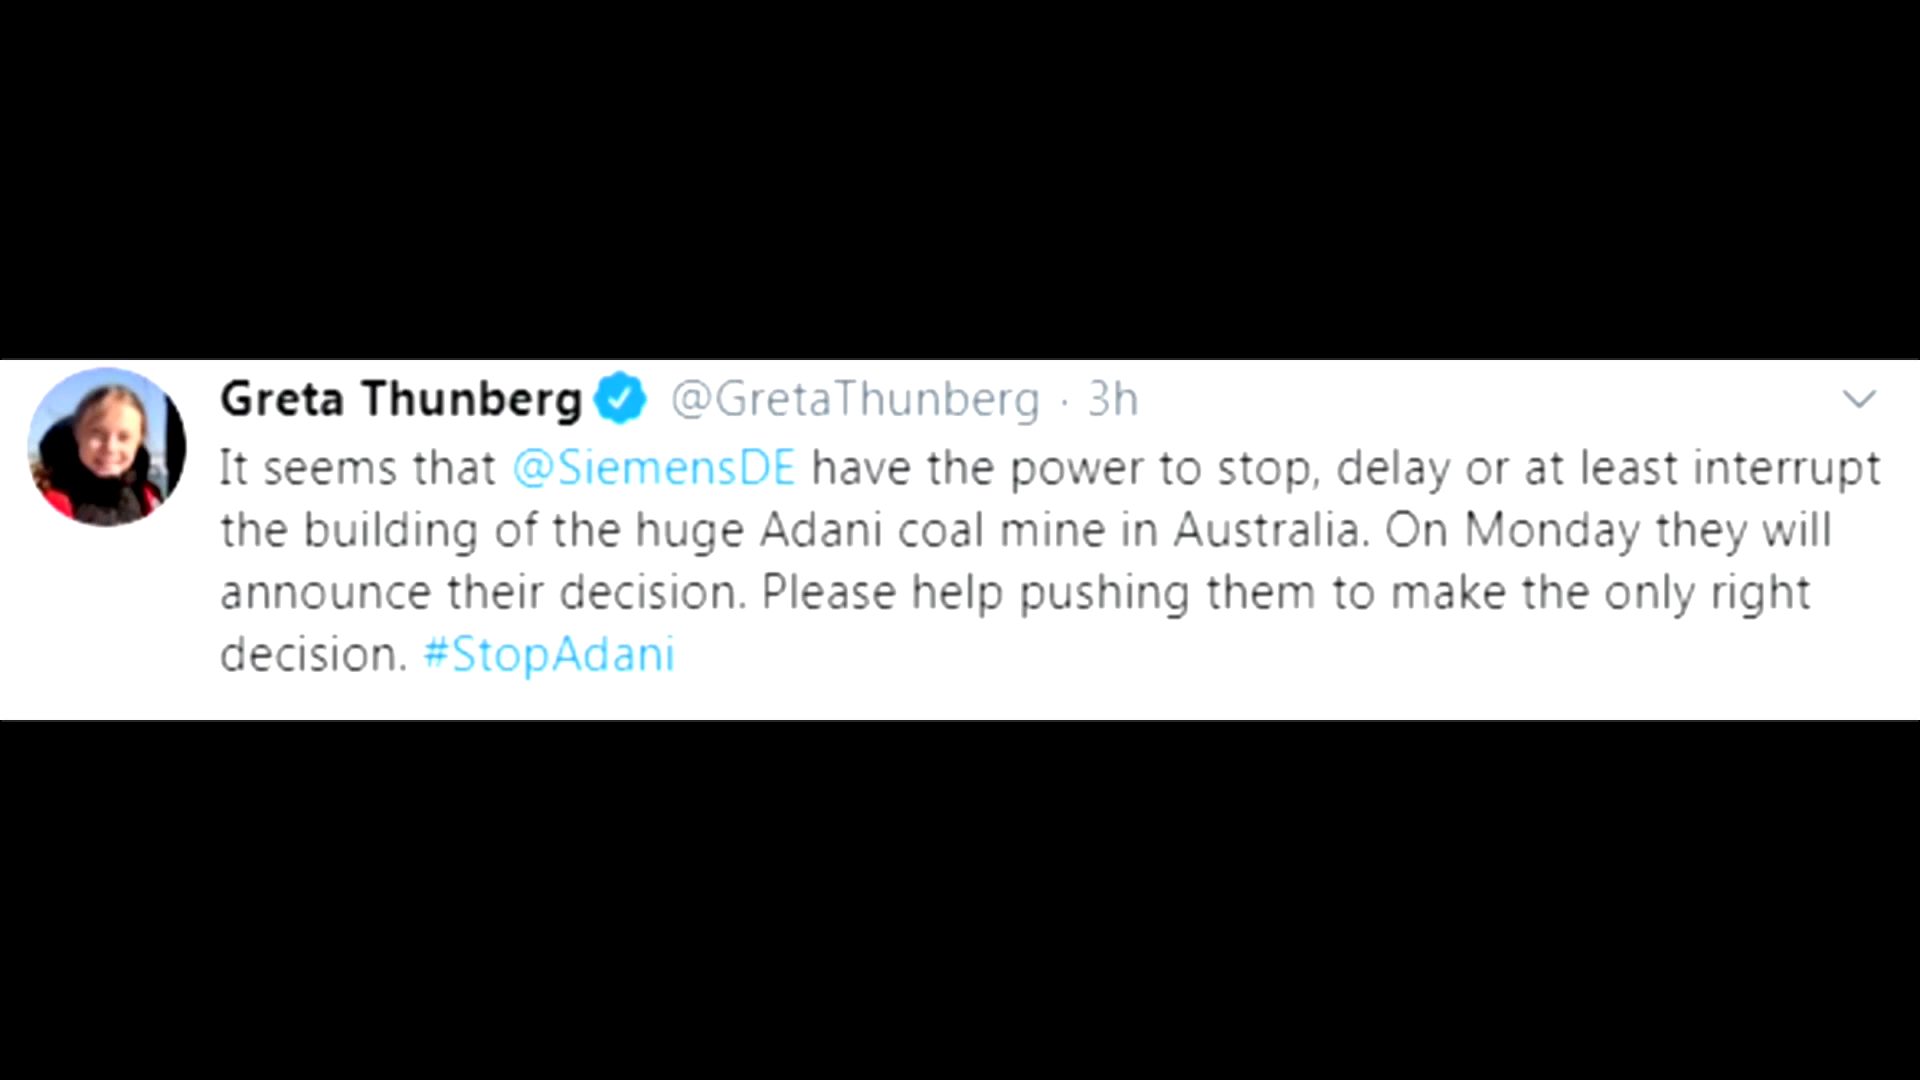 Greta Thunberg @GretaThunberg · 3h
It seems that @SiemensDE have the power to stop, delay or at least interrupt
the building of the huge Adani coal mine in Australia. On Monday they will
announce their decision. Please help pushing them to make the only right
decision. #StopAdani